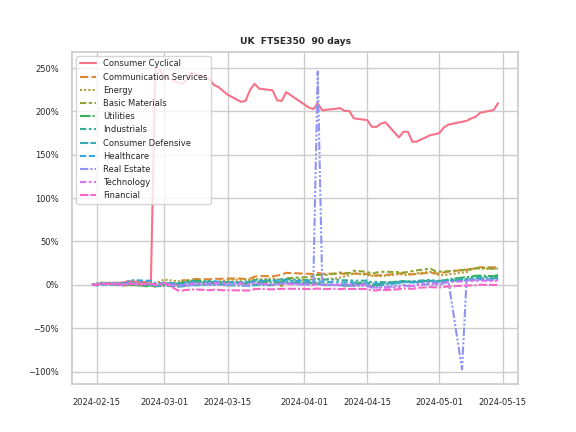 UK FTSE350 90 days
250%
200%
150%
100%
50%
0%
−50%
−100%
Consumer Cyclical
Communication Services
Energy
Basic Materials
Utilities
Industrials
Consumer Defensive
Healthcare
Real Estate
Technology
Financial
2024-02-15 2024-03-01 2024-03-15 2024-04-01 2024-04-15 2024-05-01 2024-05-15